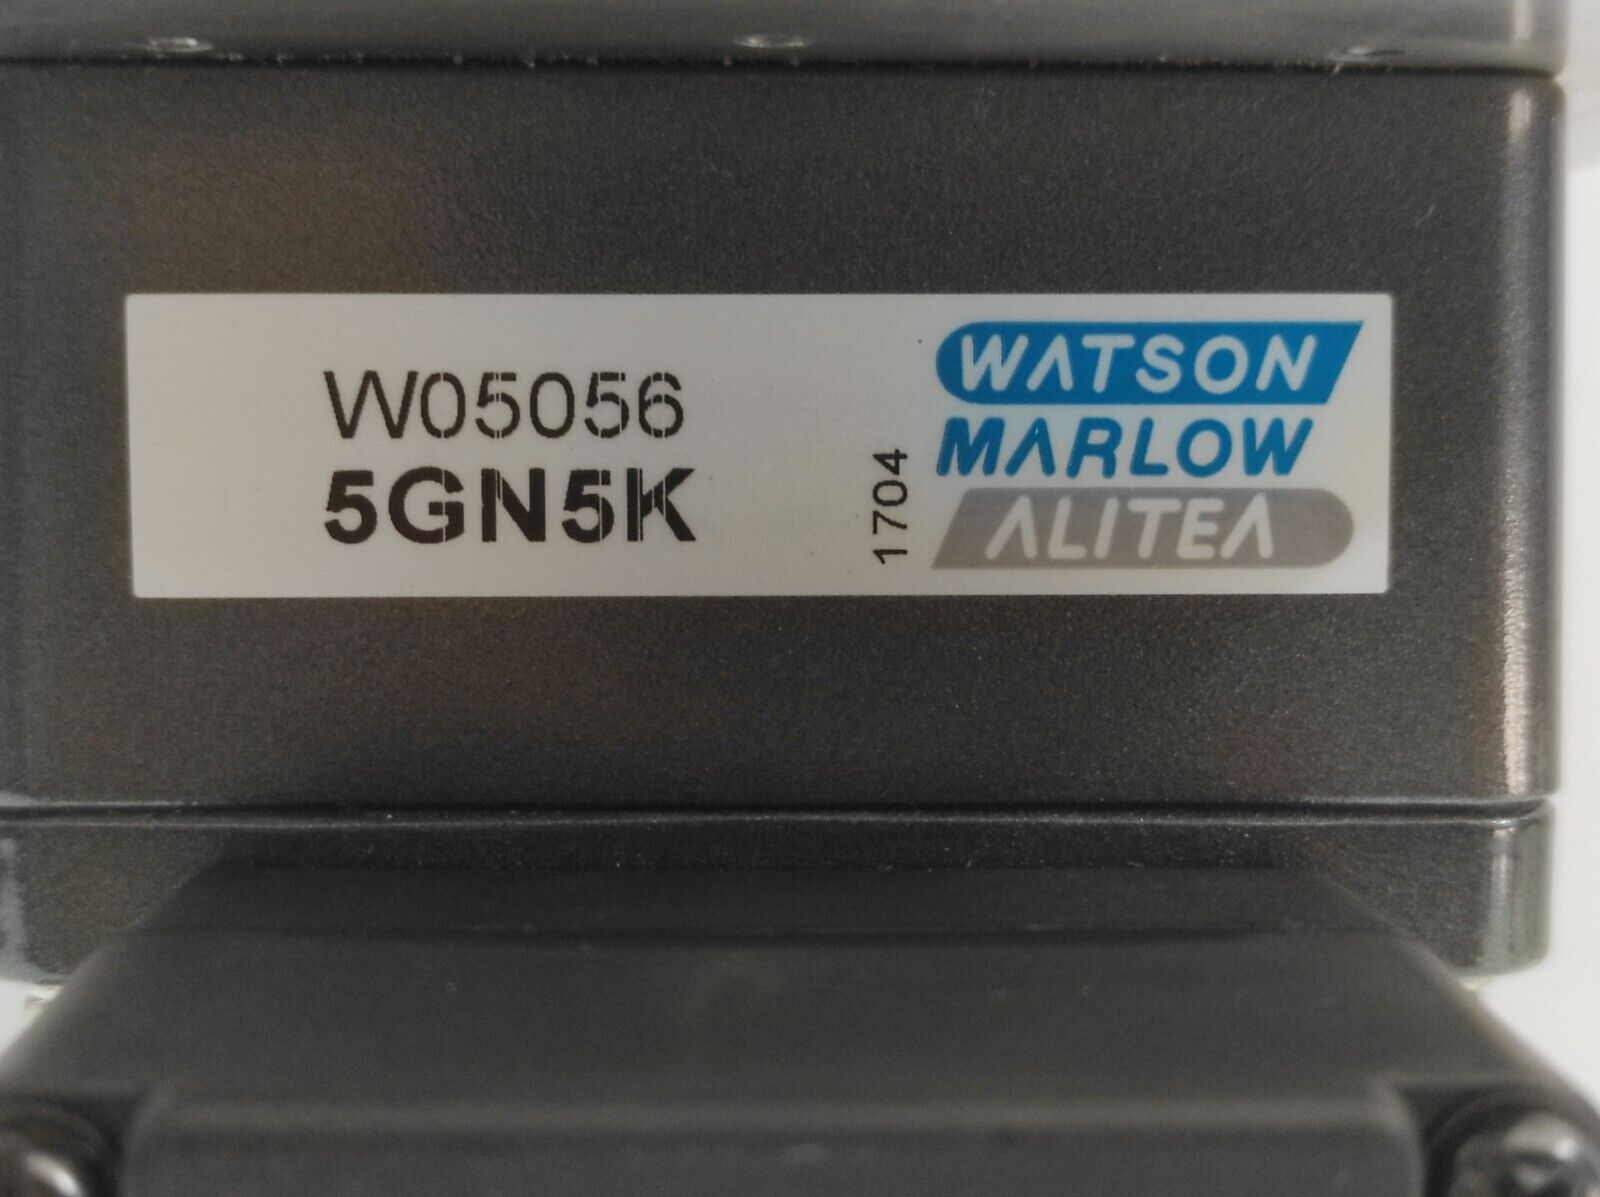 W05056
5GN5K
1704
WATSON
MARLOW
ALITEA